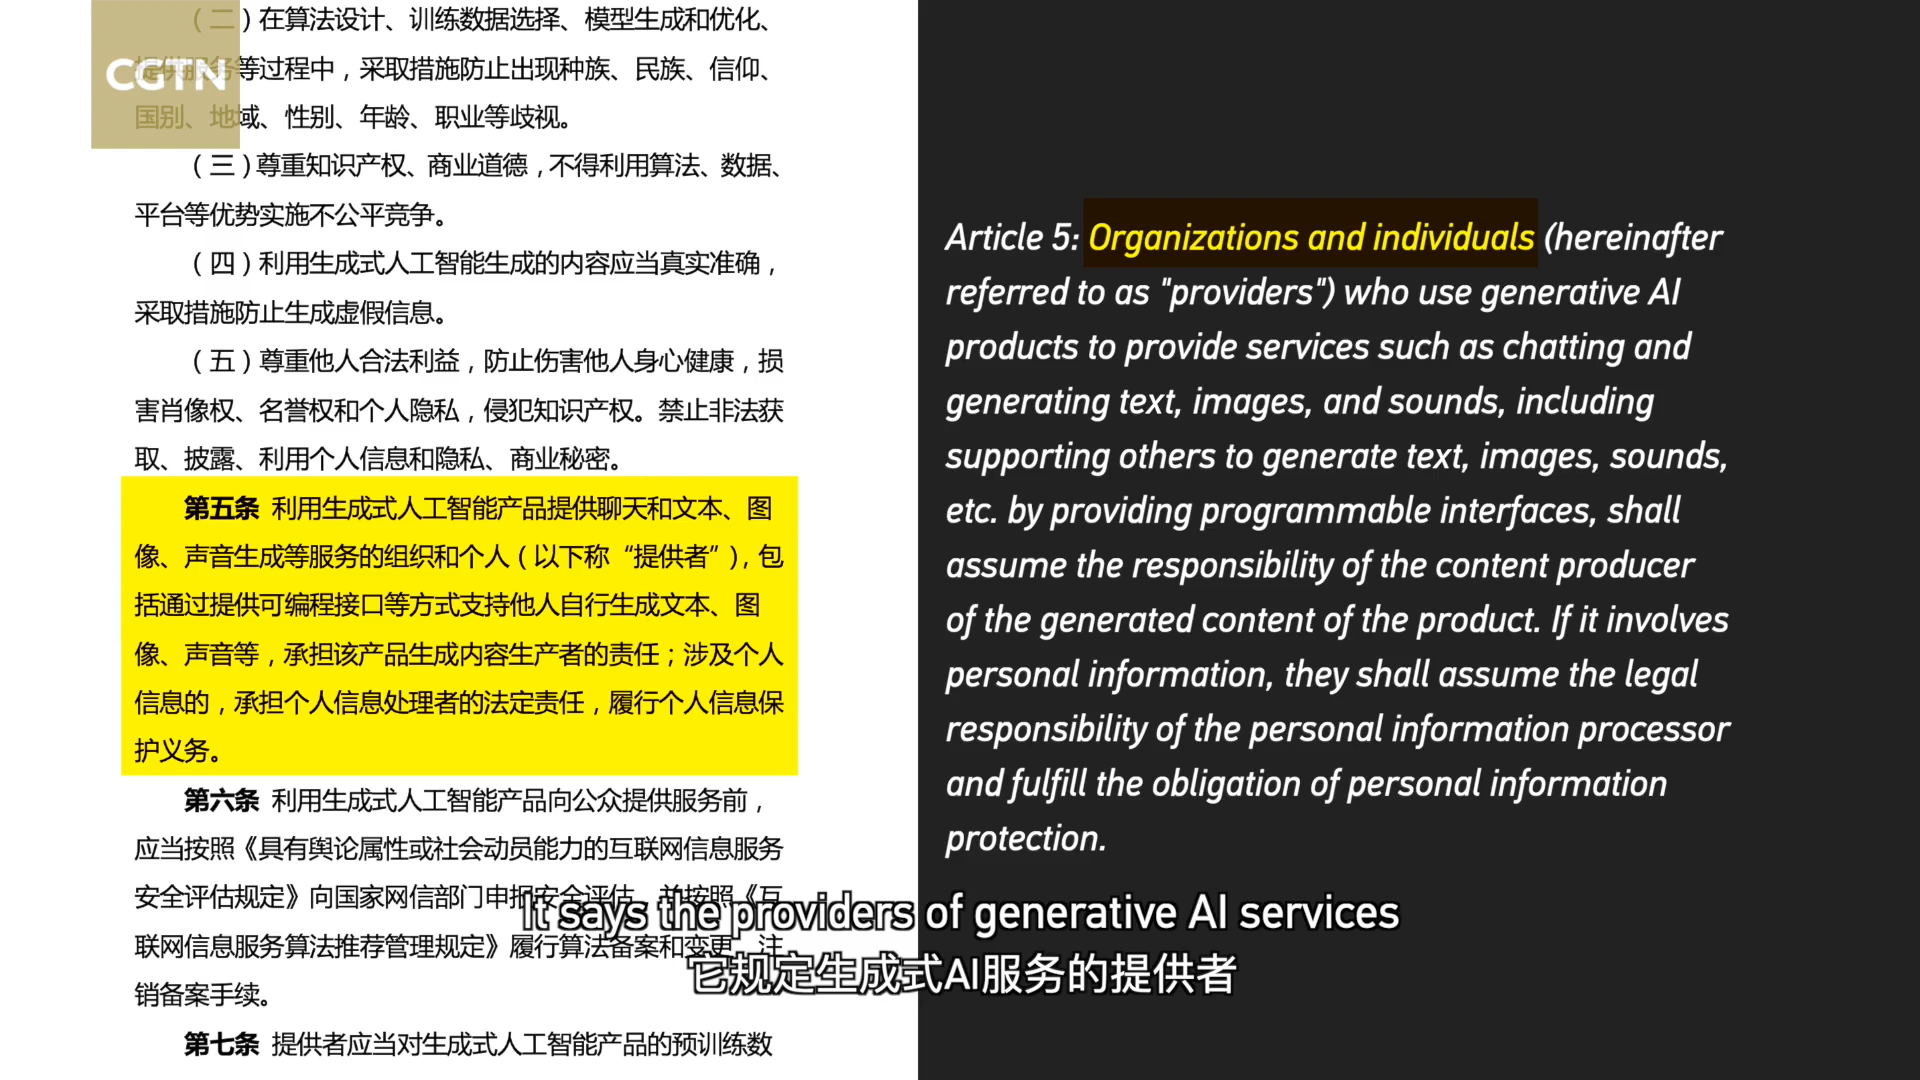 （二）在算法设计、训练数据选择、模型生成和优化、
提供服务等过程中，采取措施防止出现种族、民族、信仰、
国别、地域、性别、年龄、职业等歧视。
（三）尊重知识产权、商业道德，不得利用算法、数据、
平台等优势实施不公平竞争。
（四）利用生成式人工智能生成的内容应当真实准确，
采取措施防止生成虚假信息。
（五）尊重他人合法利益，防止伤害他人身心健康，损
害肖像权、名誉权和个人隐私，侵犯知识产权。禁止非法获
取、披露、利用个人信息和隐私、商业秘密。
第五条 利用生成式人工智能产品提供聊天和文本、图
像、声音生成等服务的组织和个人（以下称“提供者”），包
括通过提供可编程接口等方式支持他人自行生成文本、图
像、声音等，承担该产品生成内容生产者的责任；涉及个人
信息的，承担个人信息处理者的法定责任，履行个人信息保
护义务。
第六条 利用生成式人工智能产品向公众提供服务前，
应当按照《具有舆论属性或社会动员能力的互联网信息服务
安全评估规定》向国家网信部门申报安全评估，并按照《互
联网信息服务算法推荐管理规定》履行算法备案和变更、注
销备案手续。
第七条 提供者应当对生成式人工智能产品的预训练数
CGTN
Article 5: Organizations and individuals (hereinafter
referred to as "providers") who use generative AI
products to provide services such as chatting and
generating text, images, and sounds, including
supporting others to generate text, images, sounds,
etc. by providing programmable interfaces, shall
assume the responsibility of the content producer
of the generated content of the product. If it involves
personal information, they shall assume the legal
responsibility of the personal information processor
and fulfill the obligation of personal information
protection.
It says the providers of generative AI services
它规定生成式AI服务的提供者